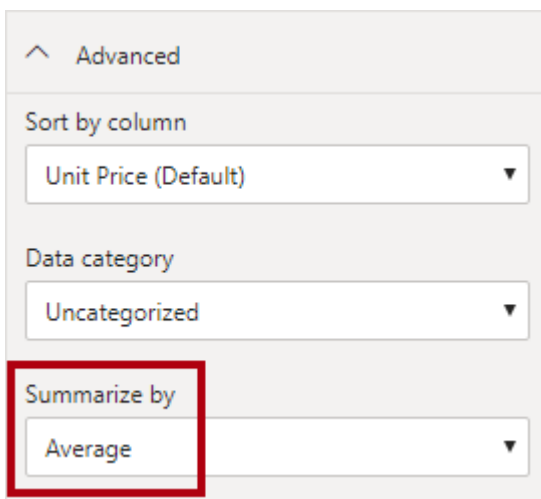 Advanced
Sort by column
Unit Price (Default)
Data category
Uncategorized
Summarize by
Average